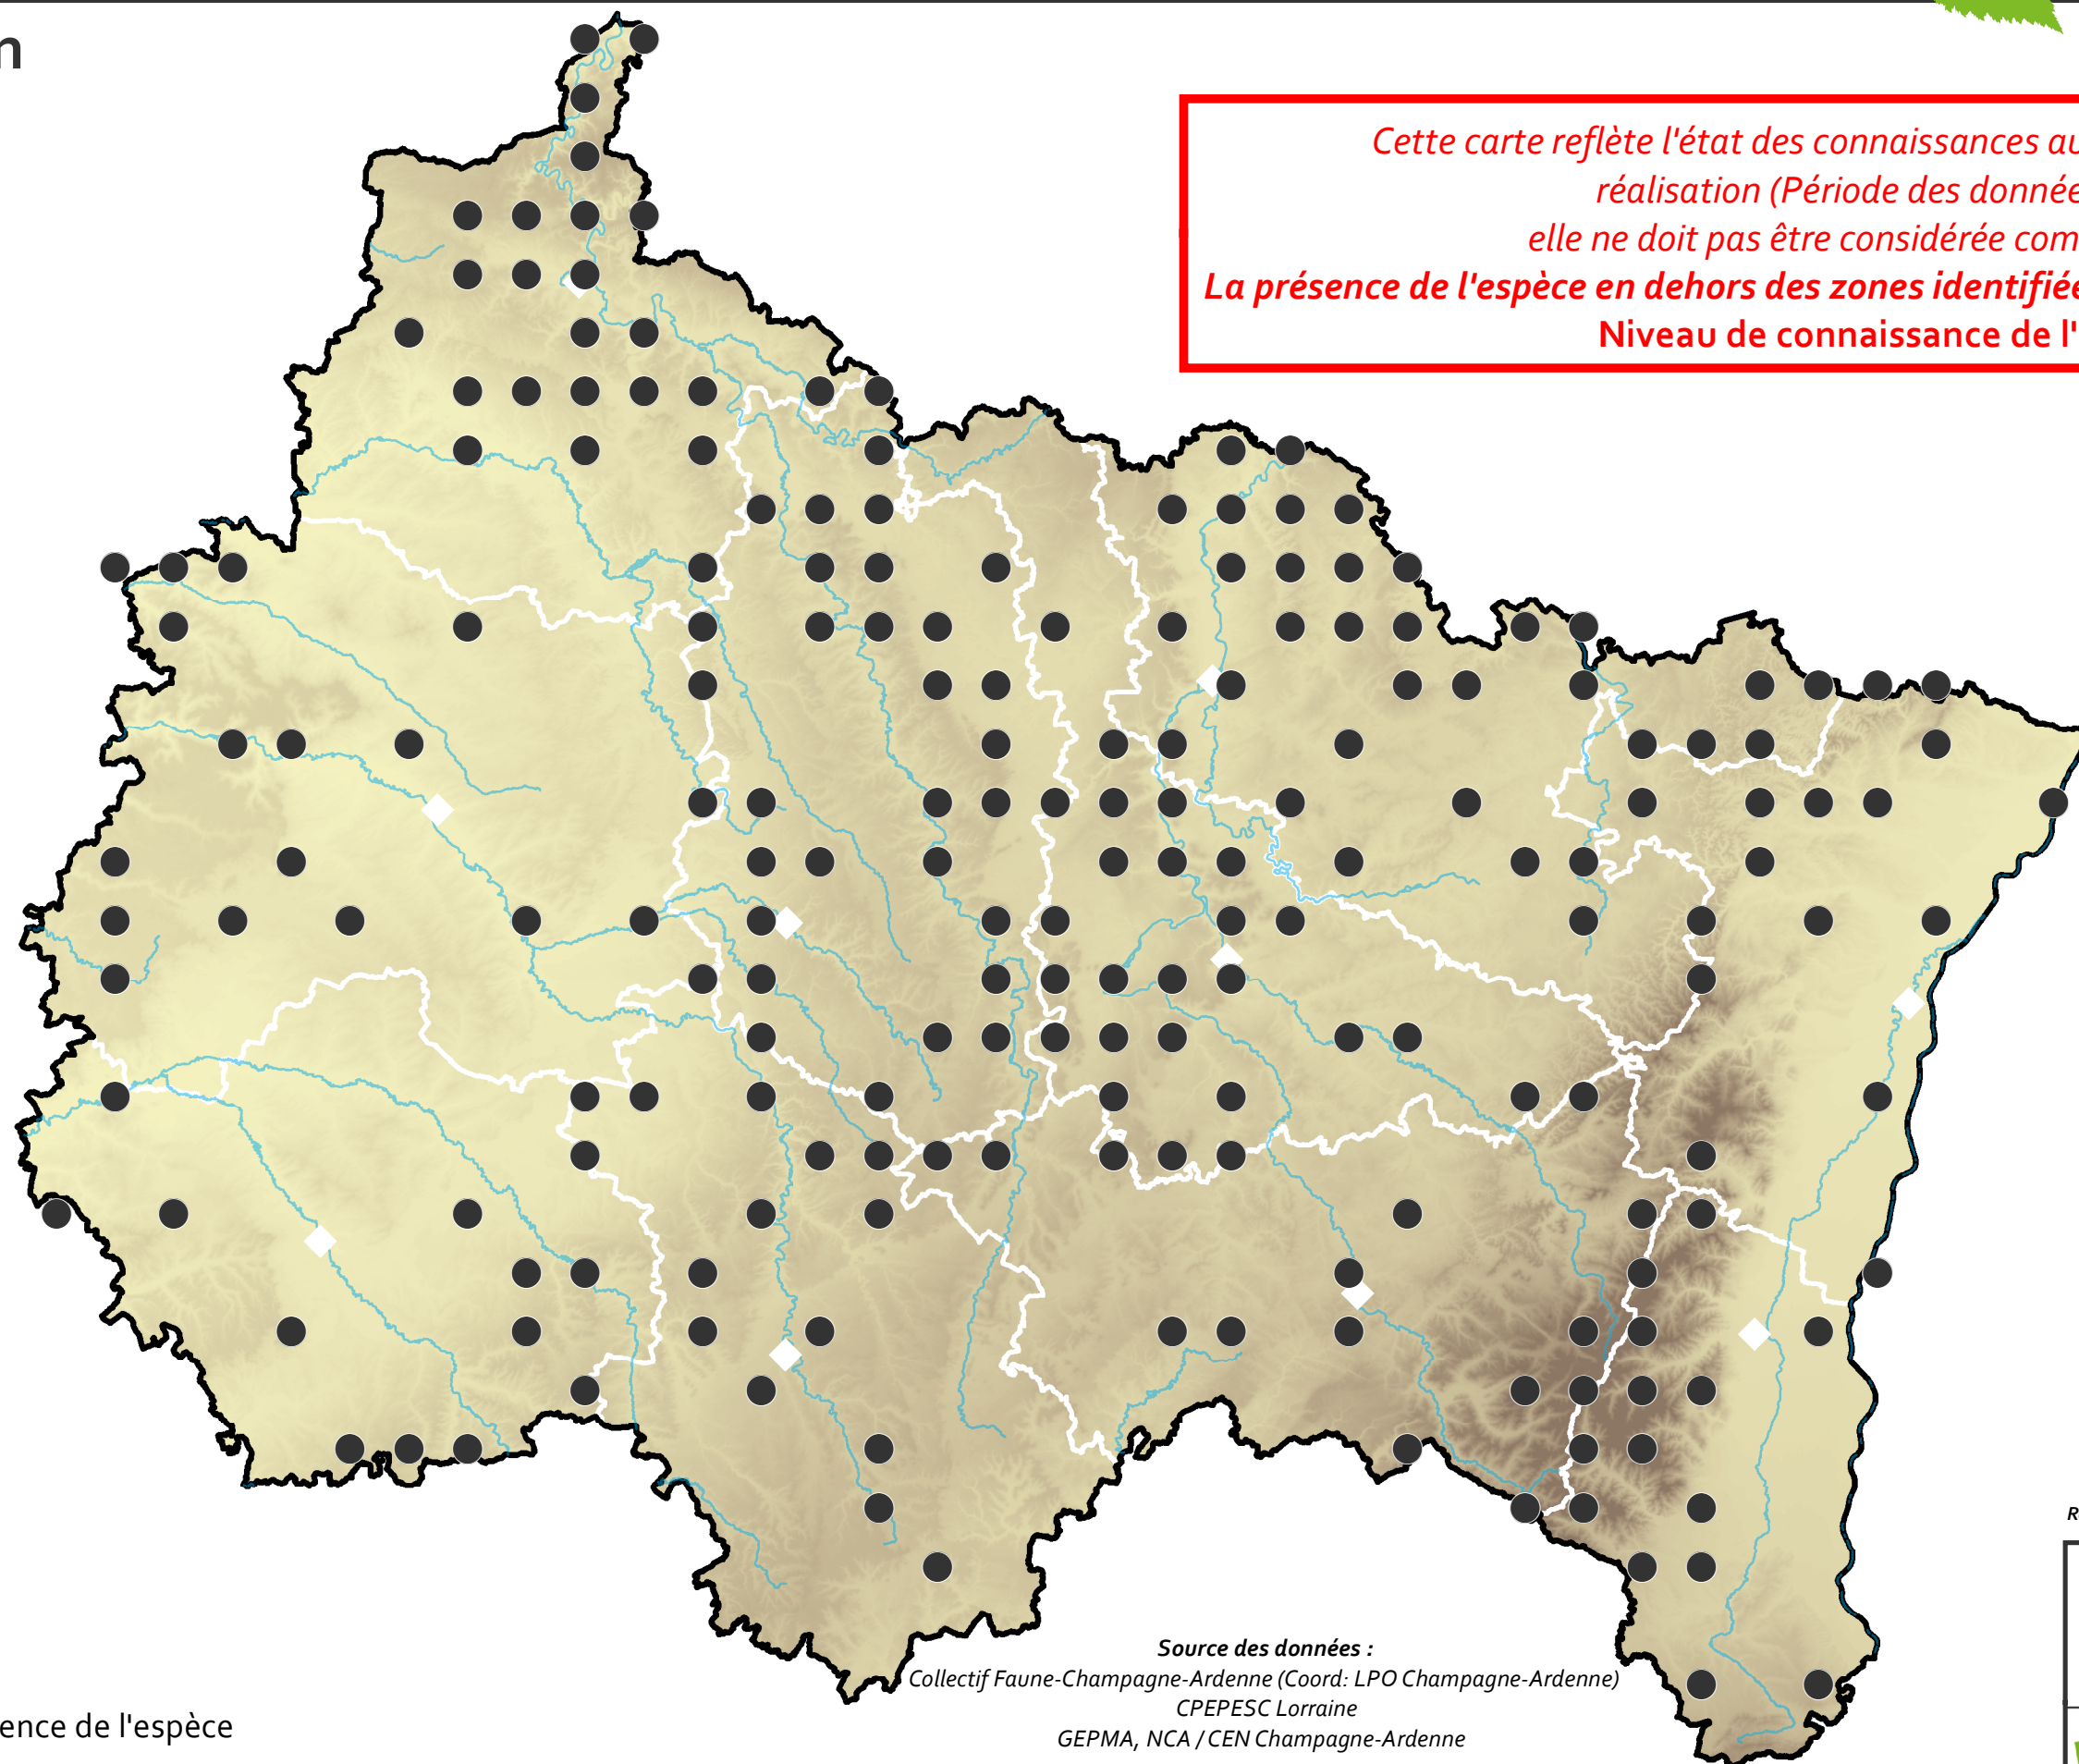 n
Cette carte reflète l'état des connaissances au
réalisation (Période des donnée
elle ne doit pas être considérée com
La présence de l'espèce en dehors des zones identifiée
Niveau de connaissance de l'
R
Source des données :
Collectif Faune-Champagne-Ardenne (Coord: LPO Champagne-Ardenne)
CPEPESC Lorraine
GEPMA, NCA / CEN Champagne-Ardenne
ence de l'espèce